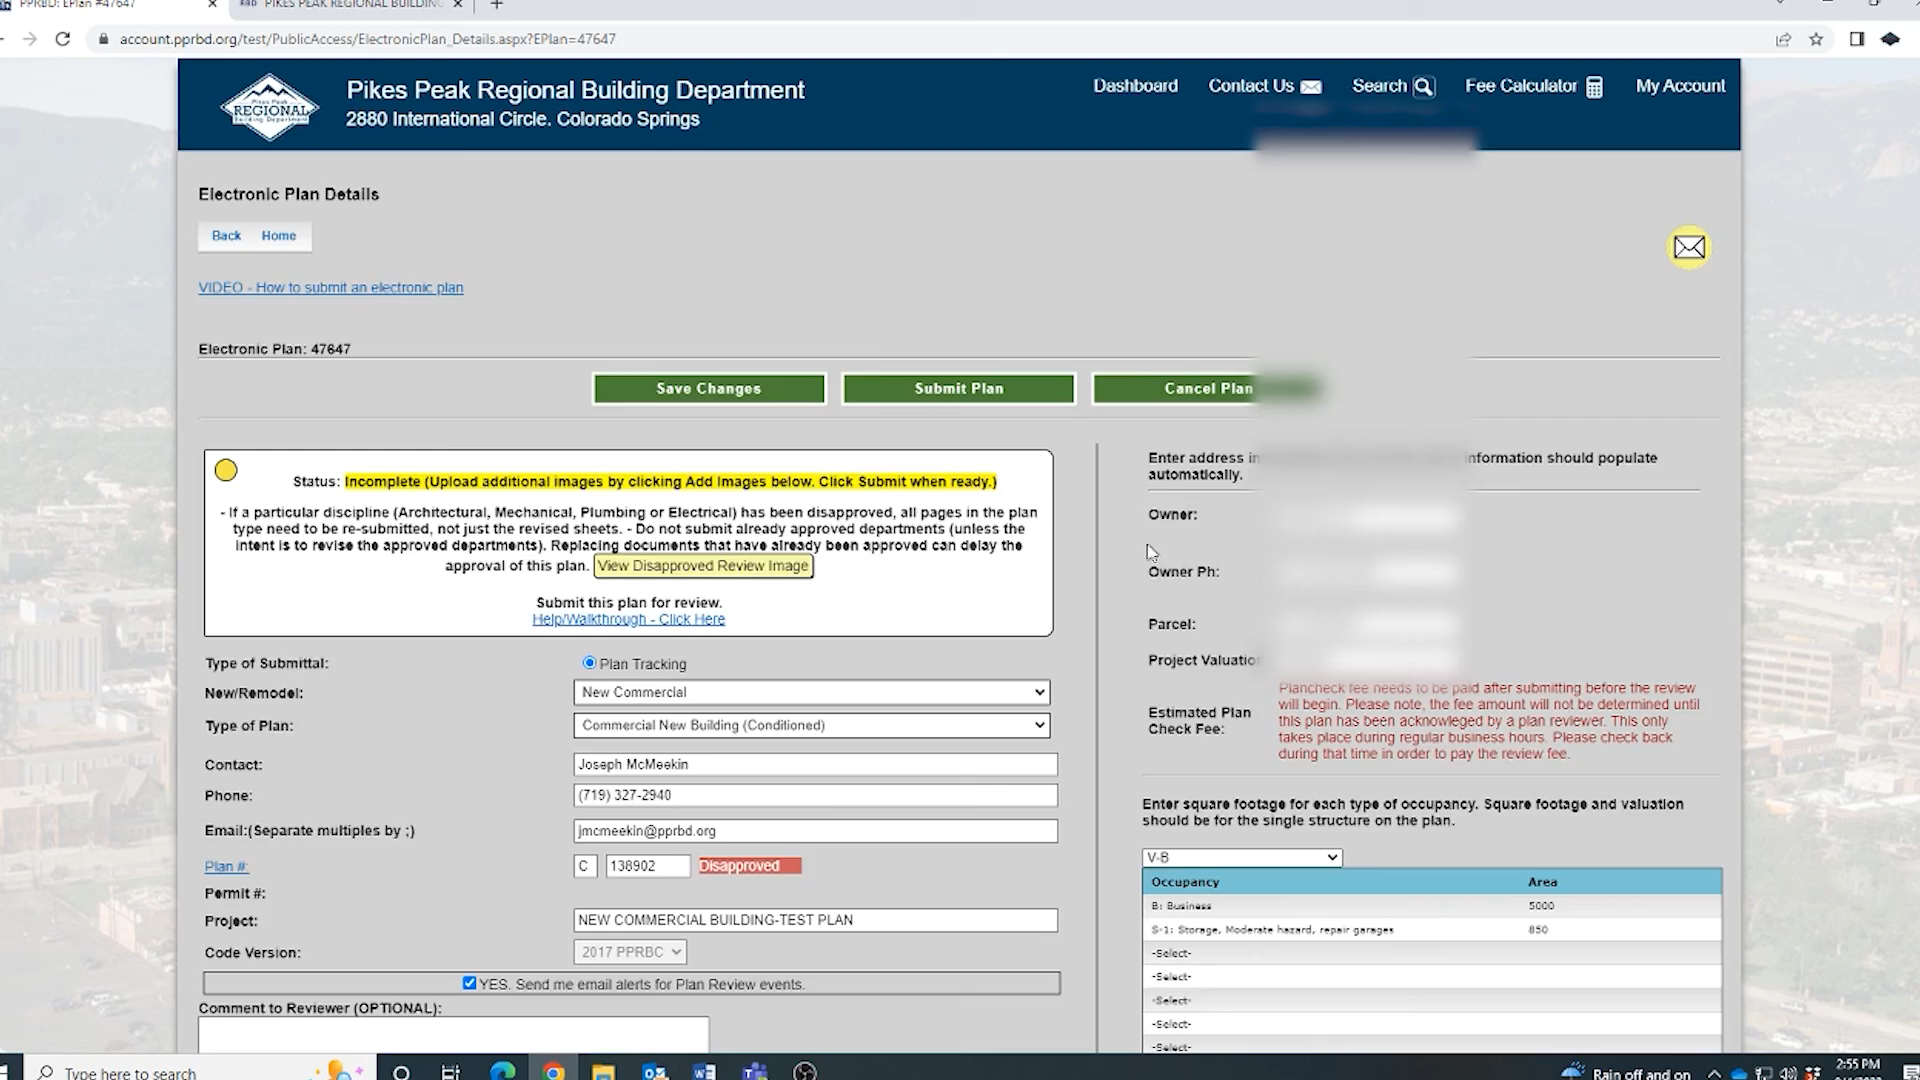 PPRBD: EPlan #47647
PIKES PEAK REGIONAL BUILDING
account.pprbd.org/test/PublicAccess/ElectronicPlan_Details.aspx?EPlan=47647
Pikes Peak
REGIONAL
Building Department
Pikes Peak Regional Building Department
2880 International Circle. Colorado Springs
Dashboard
Contact Us
Search
Fee Calculator
My Account
Electronic Plan Details
Back
Home
VIDEO - How to submit an electronic plan
Electronic Plan: 47647
Save Changes
Submit Plan
Cancel Plan
Status: Incomplete (Upload additional images by clicking Add Images below. Click Submit when ready.)
- If a particular discipline (Architectural, Mechanical, Plumbing or Electrical) has been disapproved, all pages in the plan
type need to be re-submitted, not just the revised sheets. - Do not submit already approved departments (unless the
intent is to revise the approved departments). Replacing documents that have already been approved can delay the
approval of this plan. View Disapproved Review Image
Submit this plan for review.
Help/Walkthrough - Click Here
Type of Submittal:
Plan Tracking
New/Remodel:
New Commercial
Type of Plan:
Commercial New Building (Conditioned)
Contact:
Joseph McMeekin
Phone:
(719) 327-2940
Email:(Separate multiples by ;)
jmcmeekin@pprbd.org
Plan #:
C
138902
Disapproved
Permit #:
Project:
NEW COMMERCIAL BUILDING-TEST PLAN
Code Version:
2017 PPRBC
YES. Send me email alerts for Plan Review events.
Comment to Reviewer (OPTIONAL):
Enter address information should populate
automatically.
Owner:
Owner Ph:
Parcel:
Project Valuation
Estimated Plan
Check Fee:
Plancheck fee needs to be paid after submitting before the review
will begin. Please note, the fee amount will not be determined until
this plan has been acknowleged by a plan reviewer. This only
takes place during regular business hours. Please check back
during that time in order to pay the review fee.
Enter square footage for each type of occupancy. Square footage and valuation
should be for the single structure on the plan.
V-B
Occupancy
Area
B: Business
5000
S-1: Storage, Moderate hazard, repair garages
850
-Select-
-Select-
-Select-
-Select-
-Select-
Type here to search
Rain off and on
2:55 PM